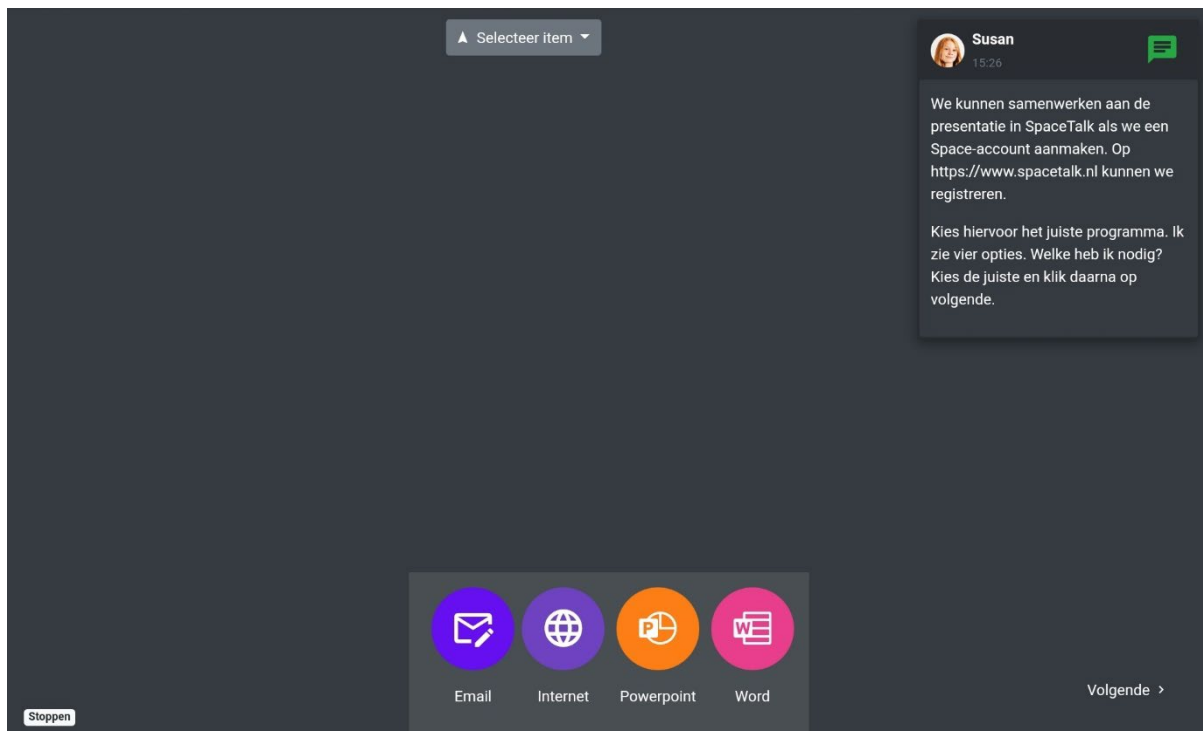 Selecteer item
Susan
15:26
We kunnen samenwerken aan de
presentatie in SpaceTalk als we een
Space-account aanmaken. Op
https://www.spacetalk.nl kunnen we
registreren.
Kies hiervoor het juiste programma. Ik
zie vier opties. Welke heb ik nodig?
Kies de juiste en klik daarna op
volgende.
P
W
Email Internet Powerpoint Word
Volgende >
Stoppen